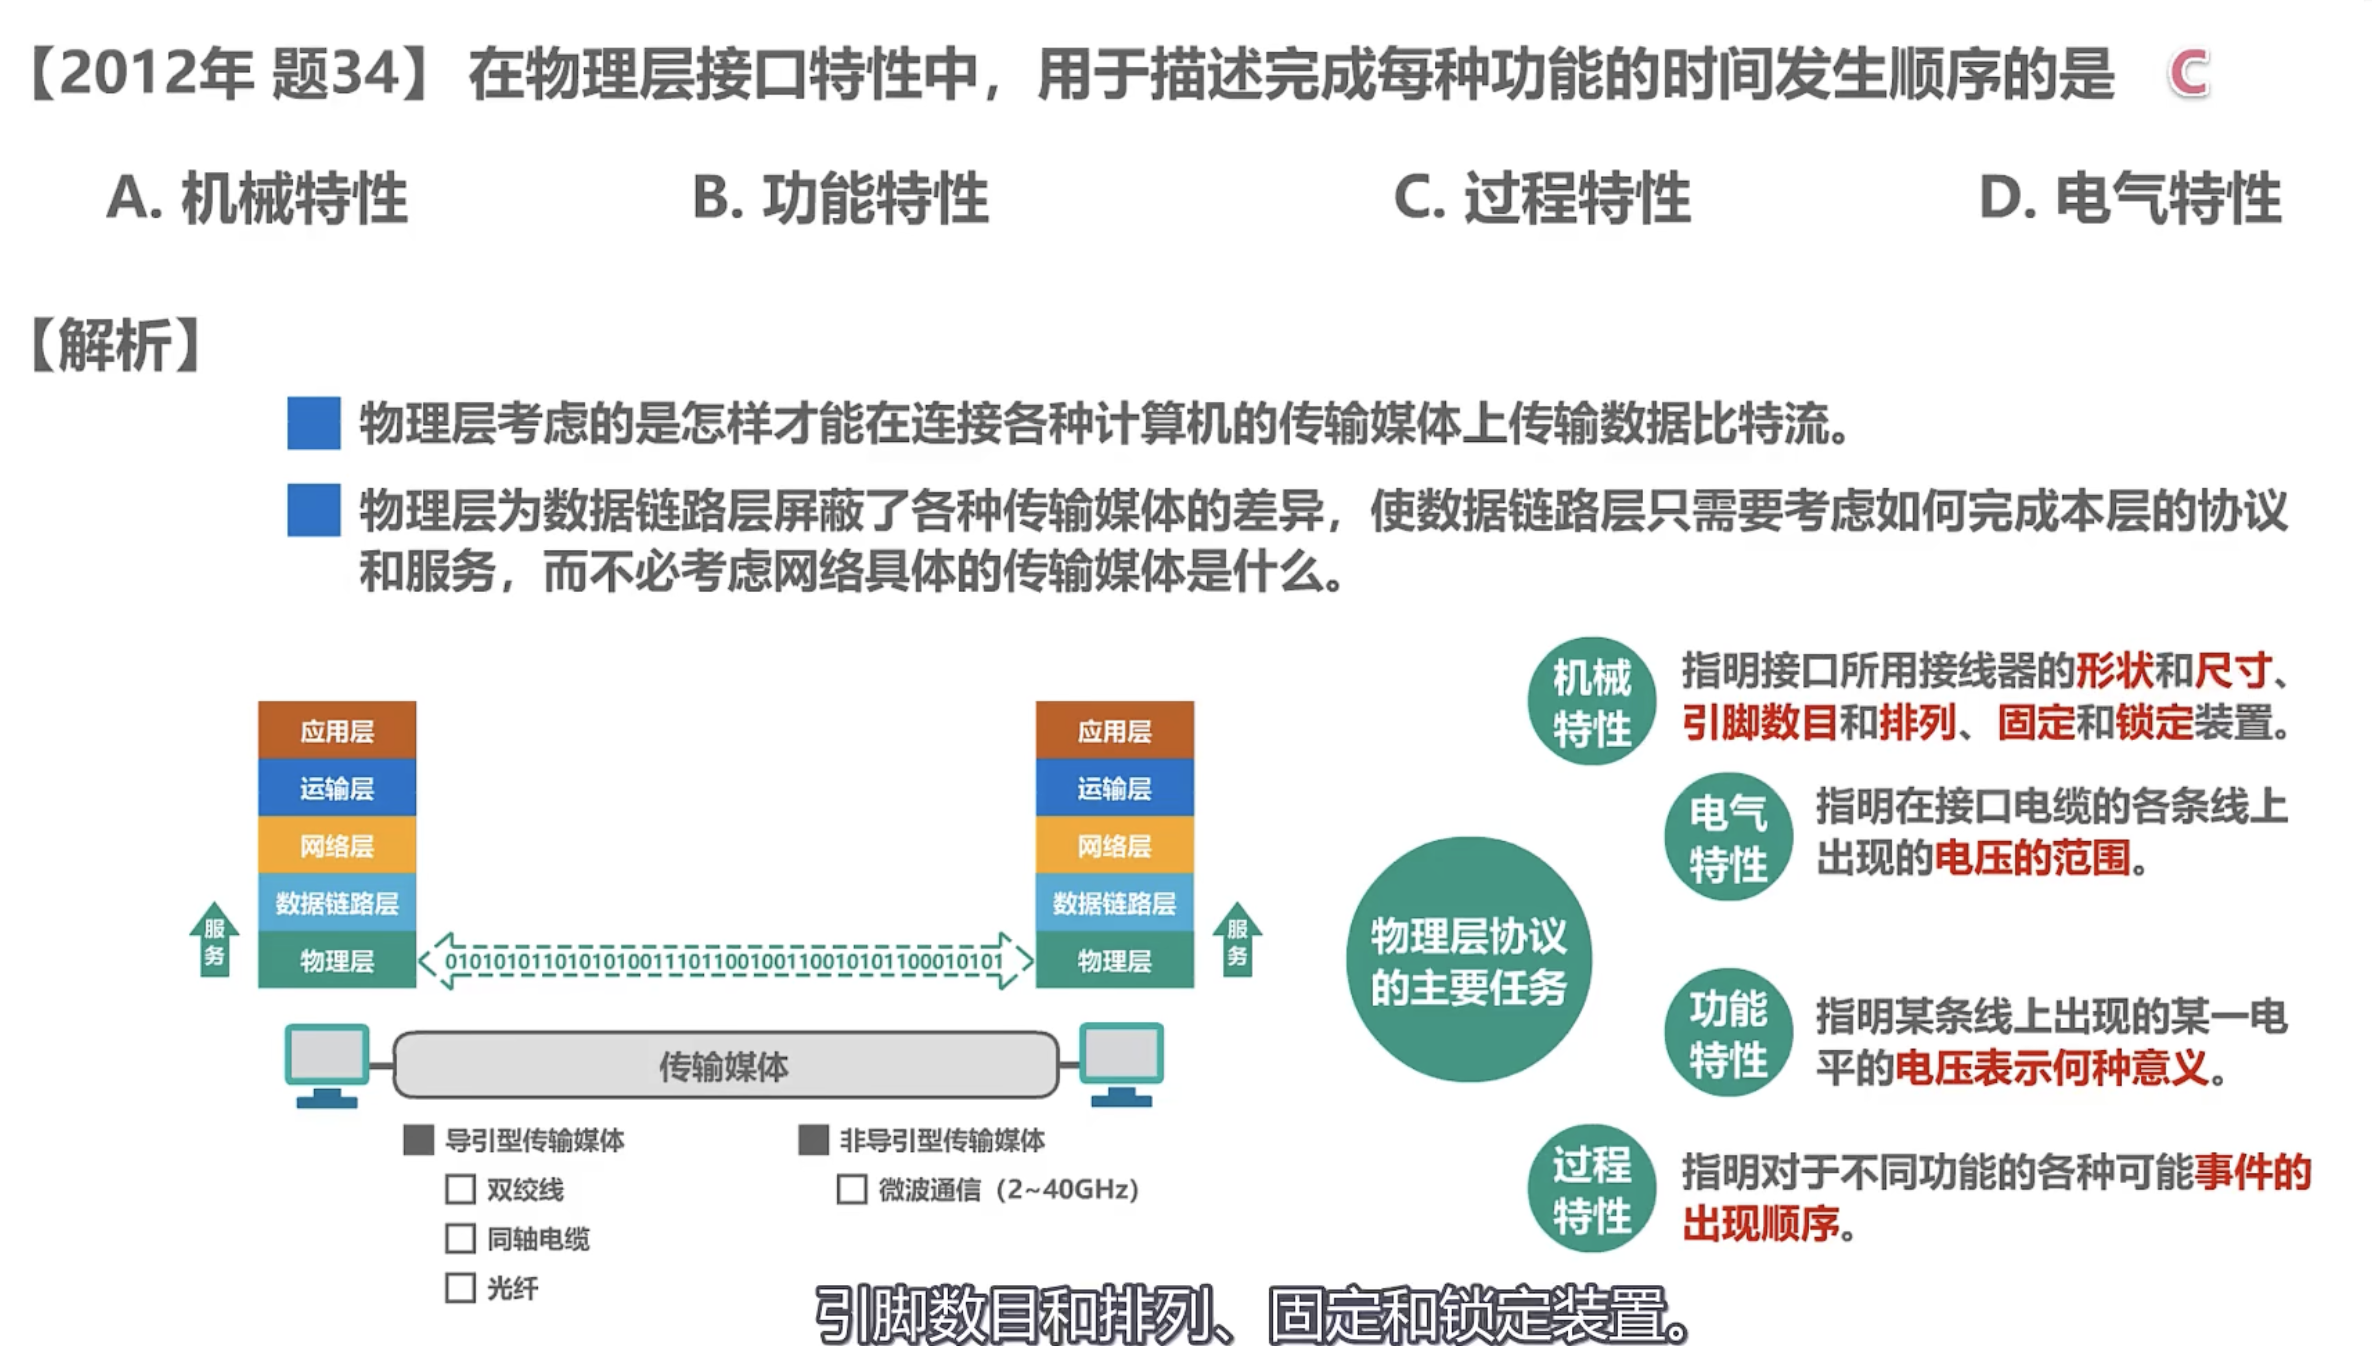 【2012年 题34】 在物理层接口特性中，用于描述完成每种功能的时间发生顺序的是 C
A. 机械特性 B. 功能特性 C. 过程特性 D. 电气特性
【解析】
物理层考虑的是怎样才能在连接各种计算机的传输媒体上传输数据比特流。
物理层为数据链路层屏蔽了各种传输媒体的差异，使数据链路层只需要考虑如何完成本层的协议
和服务，而不必考虑网络具体的传输媒体是什么。
应用层
运输层
网络层
数据链路层
物理层
服
务
010101011010101001110110010011001010110001010​1
应用层
运输层
网络层
数据链路层
物理层
服
务
传输媒体
导引型传输媒体
双绞线
同轴电缆
光纤
非导引型传输媒体
微波通信（2~40GHz）
物理层协议
的主要任务
机械
特性
指明接口所用接线器的形状和尺寸、
引脚数目和排列、固定和锁定装置。
电气
特性
指明在接口电缆的各条线上
出现的电压的范围。
功能
特性
指明某条线上出现的某一电
平的电压表示何种意义。
过程
特性
指明对于不同功能的各种可能事件的
出现顺序。
引脚数目和排列、固定和锁定装置。